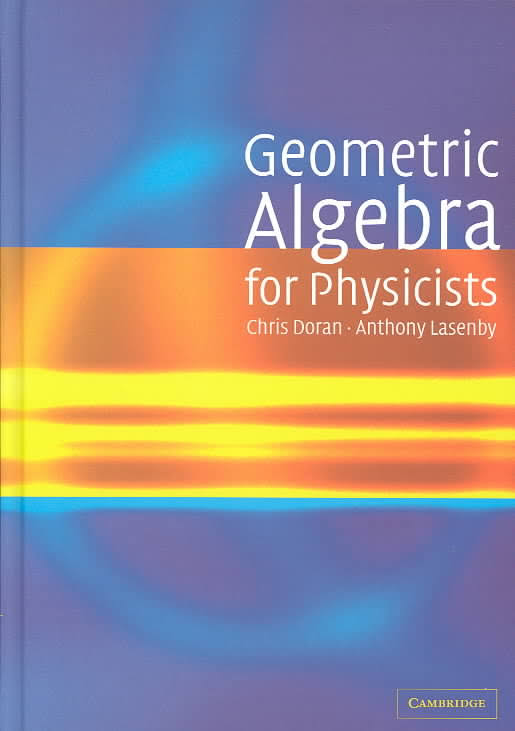 Geometric
Algebra
for Physicists
Chris Doran · Anthony Lasenby
CAMBRIDGE